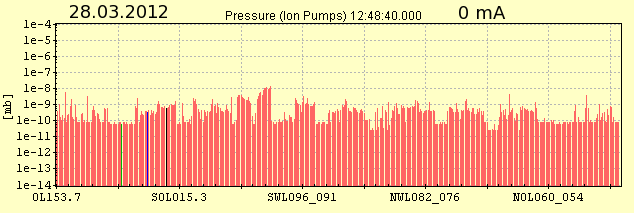 28.03.2012 Pressure (Ion Pumps) 12:48:40.000 0 mA
1e-4
1e-5
1e-6
1e-7
1e-8
1e-9
1e-10
1e-11
1e-12
1e-13
1e-14
[mb]
OL153.7 SOL015.3 SWL096_091 NWL082_076 NOL060_054